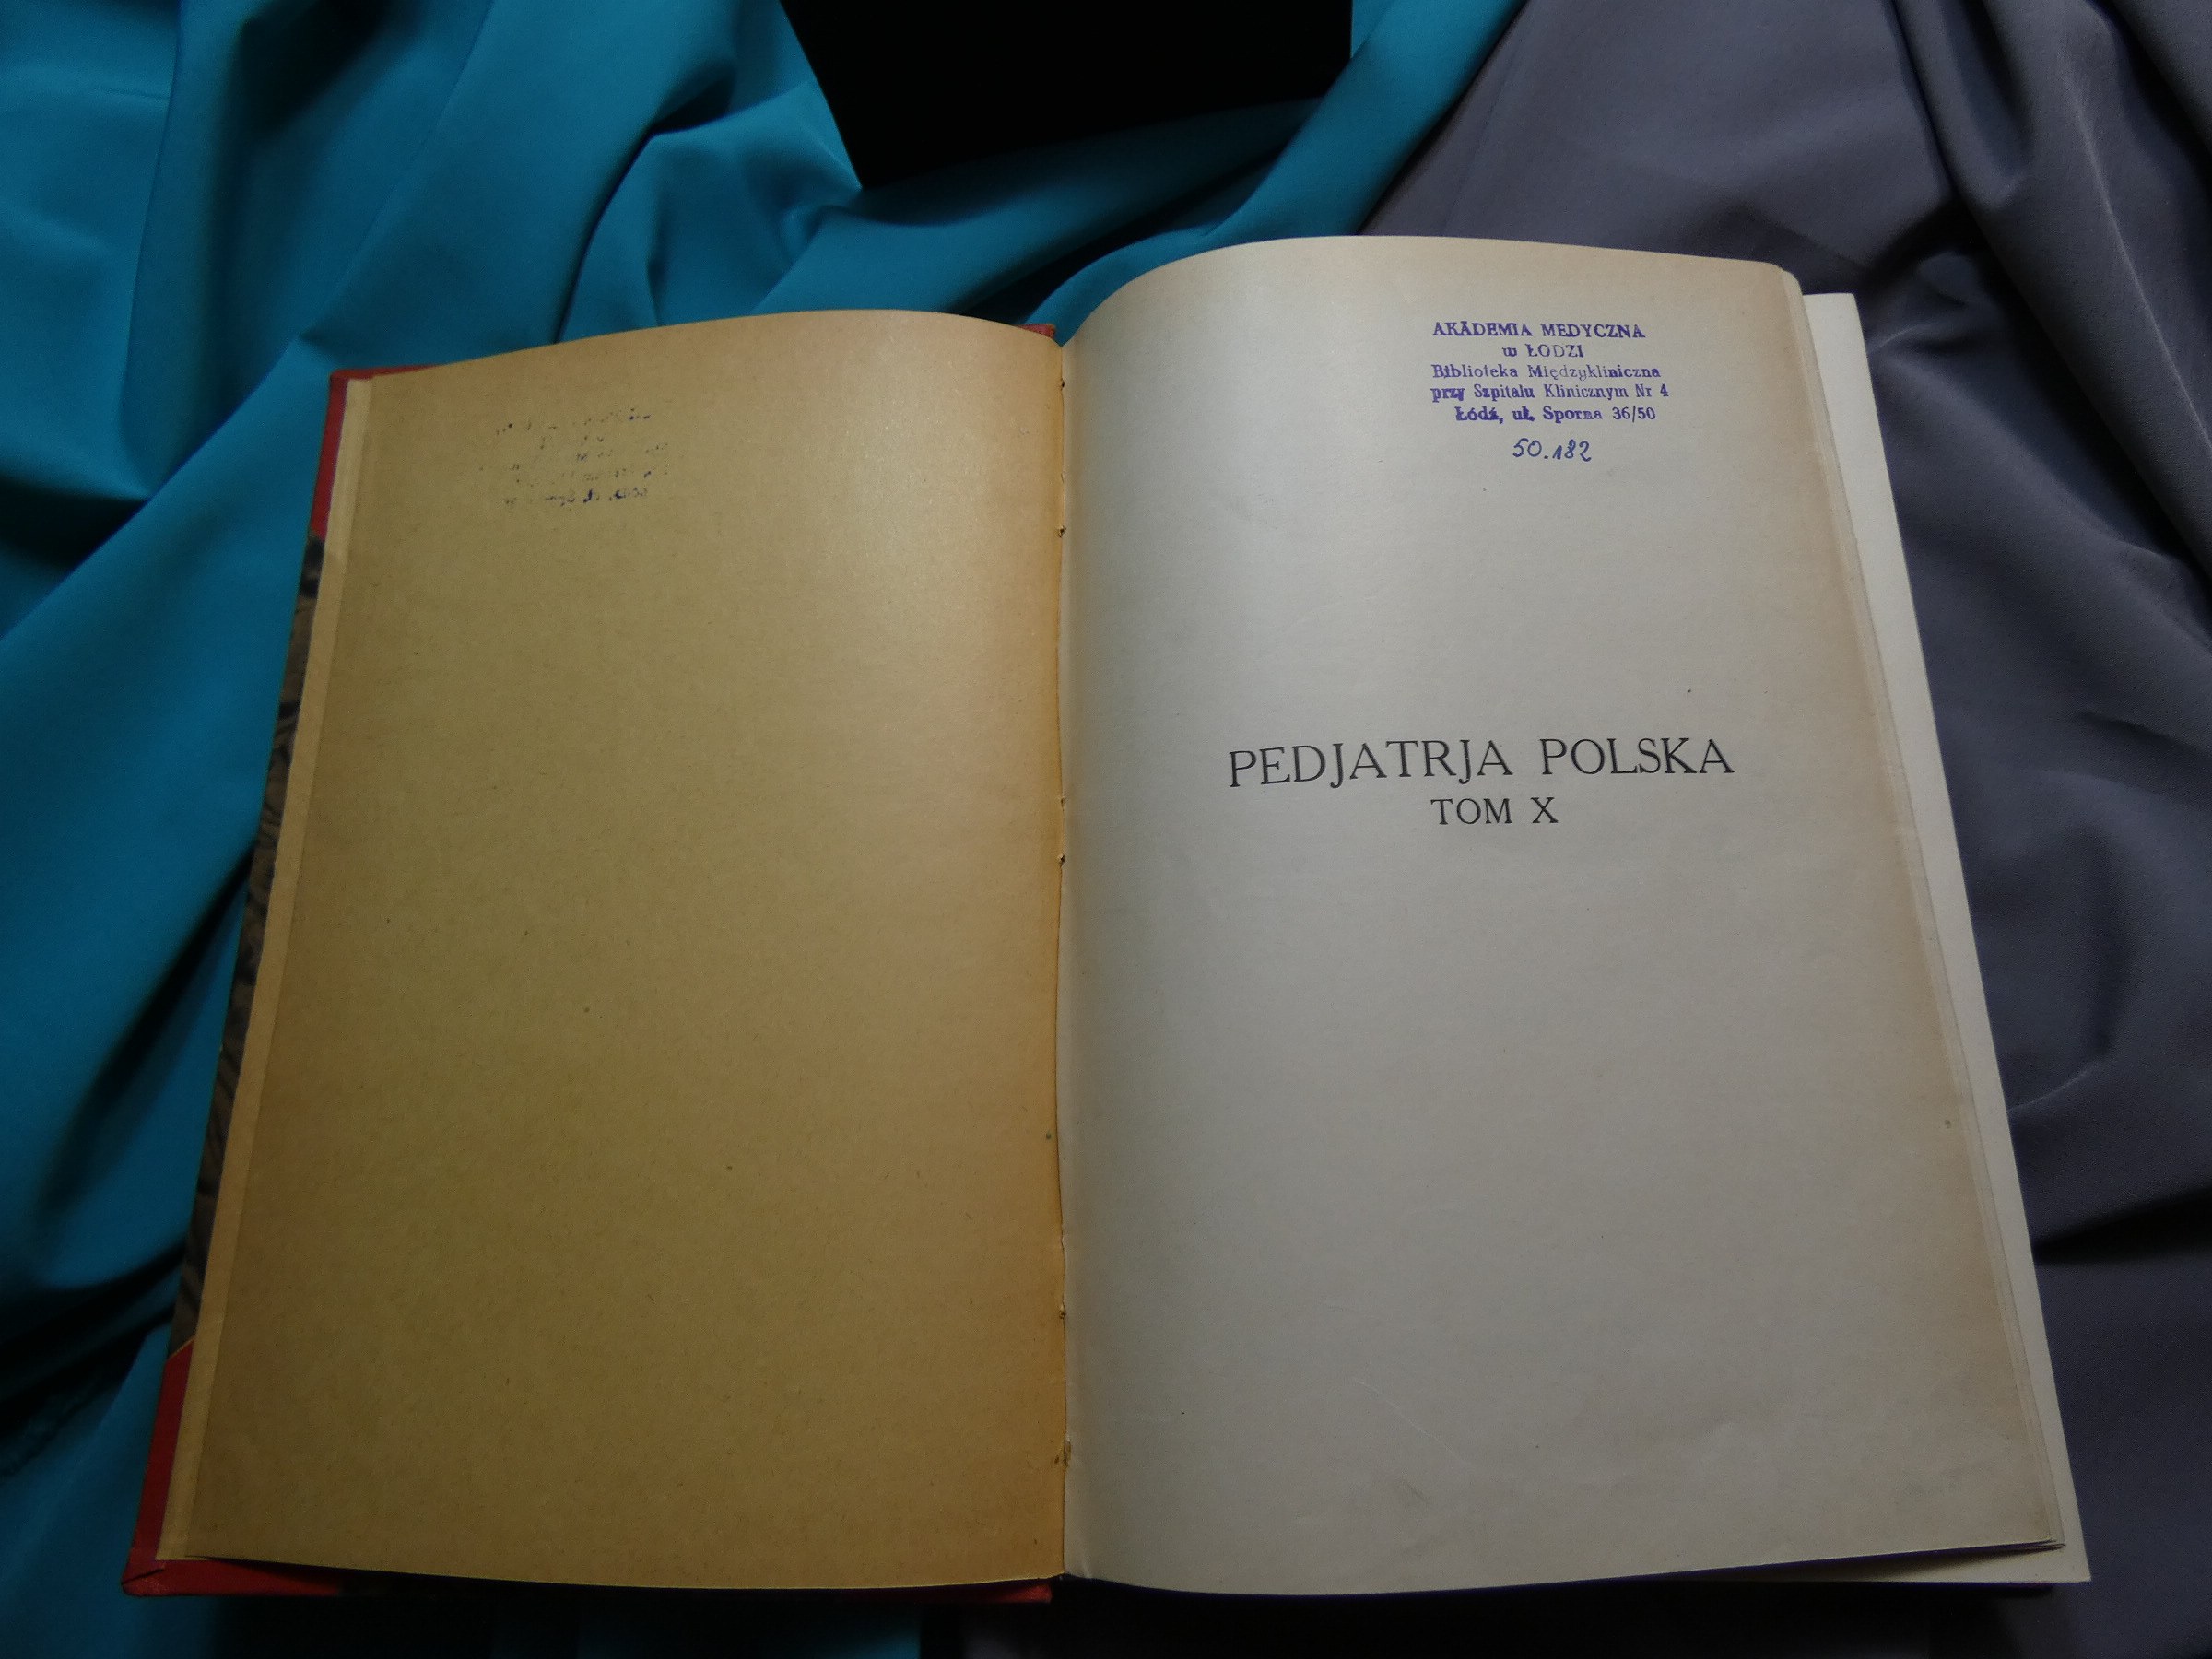 AKADEMIA MEDYCZNA
w ŁODZI
Biblioteka Międzykliniczna
przy Szpitalu Klinicznym Nr 4
Łódź, ul. Sporna 36/50
50.182
PEDJATRJA POLSKA
TOM X